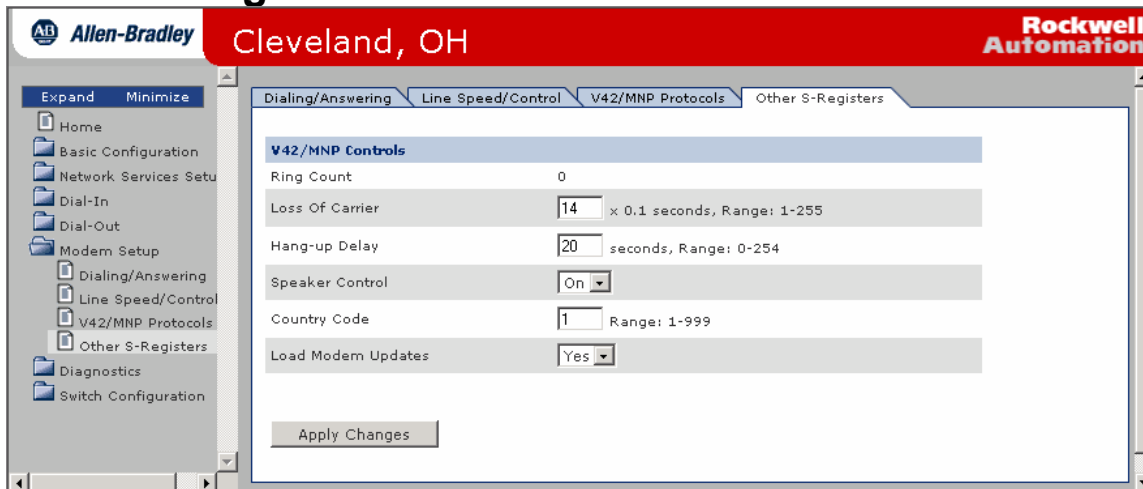 g
Allen-Bradley
Cleveland, OH
Rockwell
Automation
AB
Expand Minimize
Home
Basic Configuration
Network Services Setu
Dial-In
Dial-Out
Modem Setup
Dialing/Answering
Line Speed/Control
V42/MNP Protocols
Other S-Registers
Diagnostics
Switch Configuration
Dialing/Answering Line Speed/Control V42/MNP Protocols Other S-Registers
V42/MNP Controls
Ring Count 0
Loss Of Carrier 14 x 0.1 seconds, Range: 1-255
Hang-up Delay 20 seconds, Range: 0-254
Speaker Control On
Country Code 1 Range: 1-999
Load Modem Updates Yes
Apply Changes